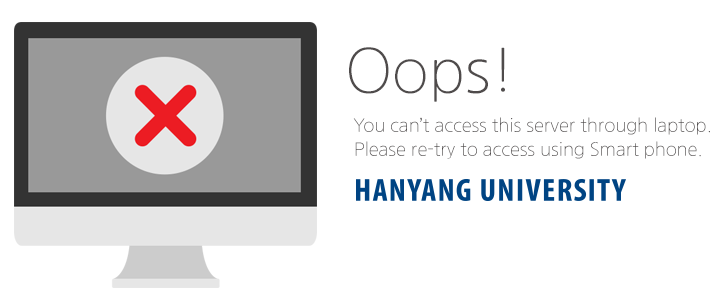 Oops!
You can't access this server through laptop.
Please re-try to access using Smart phone.
HANYANG UNIVERSITY